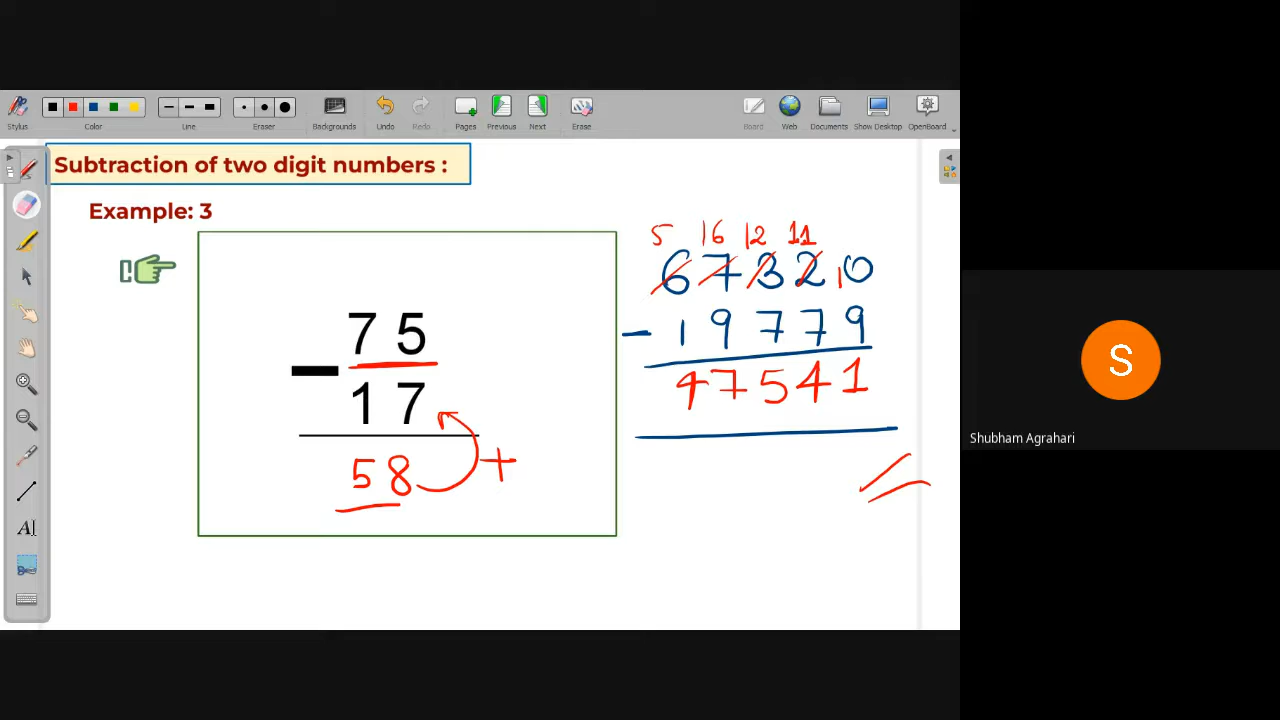 Stylus Color Line Eraser Backgrounds Undo Redo Pages Previous Next Erase Board Web Documents Show Desktop OpenBoard
Subtraction of two digit numbers :
Example: 3
75
- 17
58
+
5 16 12 11
6 7 3 2 10
- 1 9 7 7 9
4 7 5 4 1
S
Shubham Agrahari